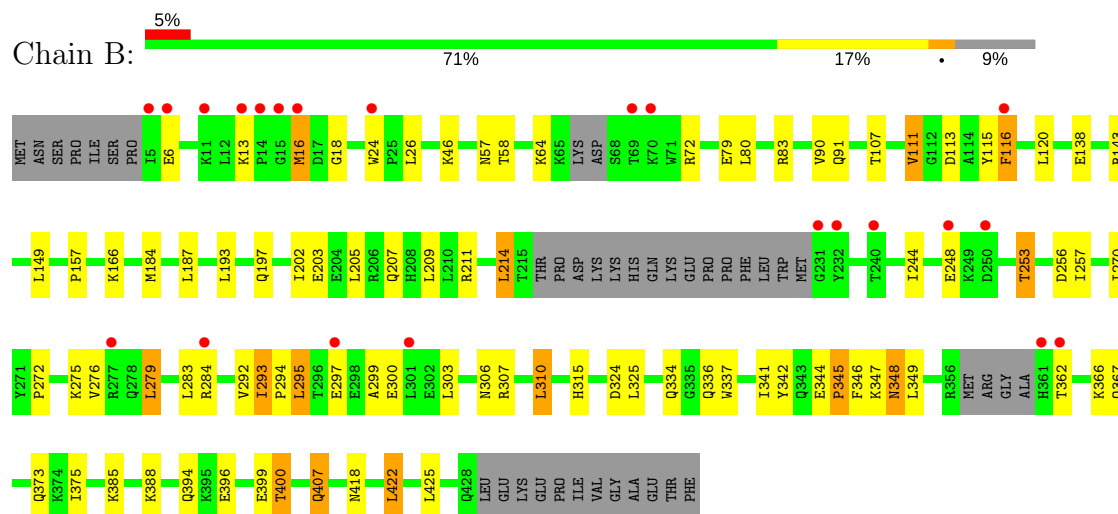 5%
Chain B:
71% 17% • 9%
MET ASN SER PRO ILE SER PRO I5 E6 K11 L12 K13 P14 G15 M16 D17 G18 W24 P25 L26 K46 N57 T58 K64 K65 LYS ASP S68 T69 K70 W71 R72 E79 L80 R83 V90 Q91 T107 V111 G112 D113 A114 Y115 F116 L120 E138
L149 P157 K166 M184 L187 L193 Q197 I202 E203 E204 L205 R206 Q207 H208 L209 L210 R211 L214 T215 THR PRO ASP LYS LYS HIS GLN LYS GLU PRO PRO PHE LEU TRP MET G231 Y232 T240 I244 E248 K249 D250 T253 D256 I257
Y271 P272 K275 V276 R277 Q278 L279 L283 R284 V292 I293 P294 L295 T296 E297 E298 A299 E300 L301 E302 L303 N306 R307 L310 H315 D324 L325 Q334 G335 Q336 W337 I341 Y342 Q343 E344 P345 F346 K347 N348 L349 R356 MET ARG GLY ALA H361 T362 K366
Q373 K374 I375 K385 K388 Q394 K395 E396 E399 T400 Q407 N418 L422 L425 Q428 LEU GLU LYS GLU PRO ILE VAL GLY ALA GLU THR PHE